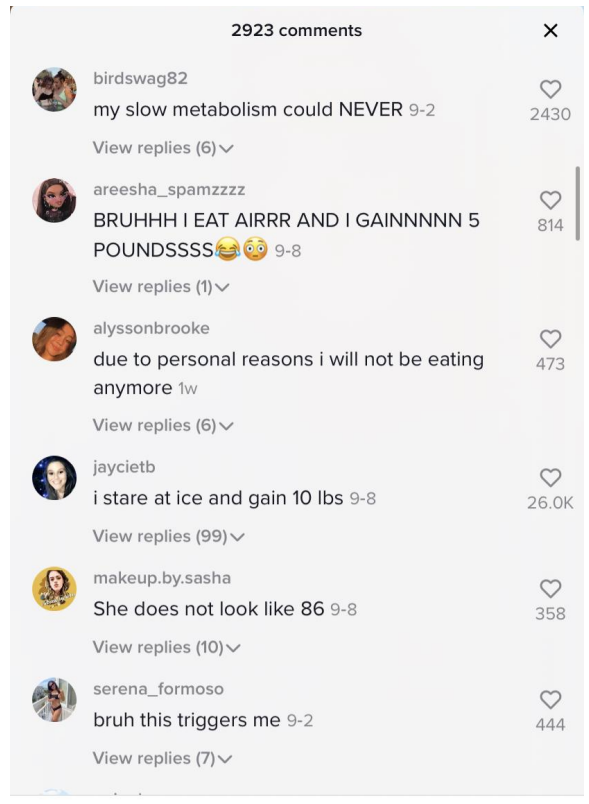 2923 comments
birdswag82
my slow metabolism could NEVER 9-2
2430
View replies (6)
areesha_spamzzzz
BRUHHH I EAT AIRRR AND I GAINNNNN 5
POUNDSSSS😂😳 9-8
814
View replies (1)
alyssonbrooke
due to personal reasons i will not be eating
anymore 1w
473
View replies (6)
jaycietb
i stare at ice and gain 10 lbs 9-8
26.0K
View replies (99)
makeup.by.sasha
She does not look like 86 9-8
358
View replies (10)
serena_formoso
bruh this triggers me 9-2
444
View replies (7)